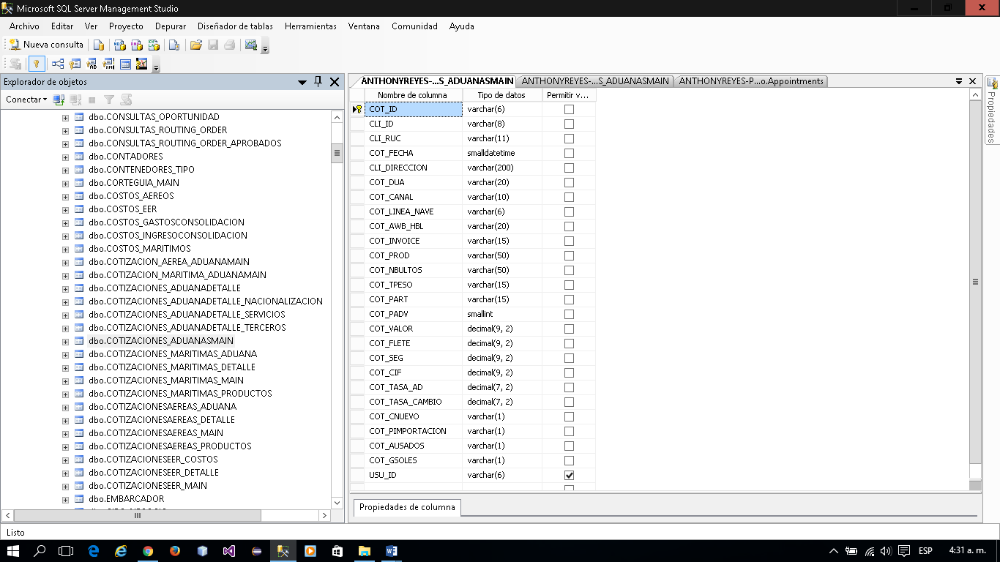 Microsoft SQL Server Management Studio
Archivo Editar Ver Proyecto Depurar Diseñador de tablas Herramientas Ventana Comunidad Ayuda
Nueva consulta
Explorador de objetos
Conectar
dbo.CONSULTAS_OPORTUNIDAD
dbo.CONSULTAS_ROUTING_ORDER
dbo.CONSULTAS_ROUTING_ORDER_APROBADOS
dbo.CONTADORES
dbo.CONTENEDORES_TIPO
dbo.CORTEGUIA_MAIN
dbo.COSTOS_AEREOS
dbo.COSTOS_EER
dbo.COSTOS_GASTOSCONSOLIDACION
dbo.COSTOS_INGRESOCONSOLIDACION
dbo.COSTOS_MARITIMOS
dbo.COTIZACION_AEREA_ADUANAMAIN
dbo.COTIZACION_MARITIMA_ADUANAMAIN
dbo.COTIZACIONES_ADUANADETALLE
dbo.COTIZACIONES_ADUANADETALLE_NACIONALIZACION
dbo.COTIZACIONES_ADUANADETALLE_SERVICIOS
dbo.COTIZACIONES_ADUANADETALLE_TERCEROS
dbo.COTIZACIONES_ADUANASMAIN
dbo.COTIZACIONES_MARITIMAS_ADUANA
dbo.COTIZACIONES_MARITIMAS_DETALLE
dbo.COTIZACIONES_MARITIMAS_MAIN
dbo.COTIZACIONES_MARITIMAS_PRODUCTOS
dbo.COTIZACIONESAEREAS_ADUANA
dbo.COTIZACIONESAEREAS_DETALLE
dbo.COTIZACIONESAEREAS_MAIN
dbo.COTIZACIONESAEREAS_PRODUCTOS
dbo.COTIZACIONESEER_COSTOS
dbo.COTIZACIONESEER_DETALLE
dbo.COTIZACIONESEER_MAIN
dbo.EMBARCADOR
ANTHONYREYES-...S_ADUANASMAIN ANTHONYREYES-...S_ADUANASMAIN ANTHONYREYES-P...o.Appointments
Nombre de columna Tipo de datos Permitir v...
COT_ID varchar(6)
CLI_ID varchar(8)
CLI_RUC varchar(11)
COT_FECHA smalldatetime
CLI_DIRECCION varchar(200)
COT_DUA varchar(20)
COT_CANAL varchar(10)
COT_LINEA_NAVE varchar(6)
COT_AWB_HBL varchar(20)
COT_INVOICE varchar(15)
COT_PROD varchar(50)
COT_NBULTOS varchar(50)
COT_TPESO varchar(15)
COT_PART varchar(15)
COT_PADV smallint
COT_VALOR decimal(9, 2)
COT_FLETE decimal(9, 2)
COT_SEG decimal(9, 2)
COT_CIF decimal(9, 2)
COT_TASA_AD decimal(7, 2)
COT_TASA_CAMBIO decimal(7, 2)
COT_CNUEVO varchar(1)
COT_PIMPORTACION varchar(1)
COT_AUSADOS varchar(1)
COT_GSOLES varchar(1)
USU_ID varchar(6)
Propiedades de columna
Propiedades
Listo
ESP 4:31 a. m.